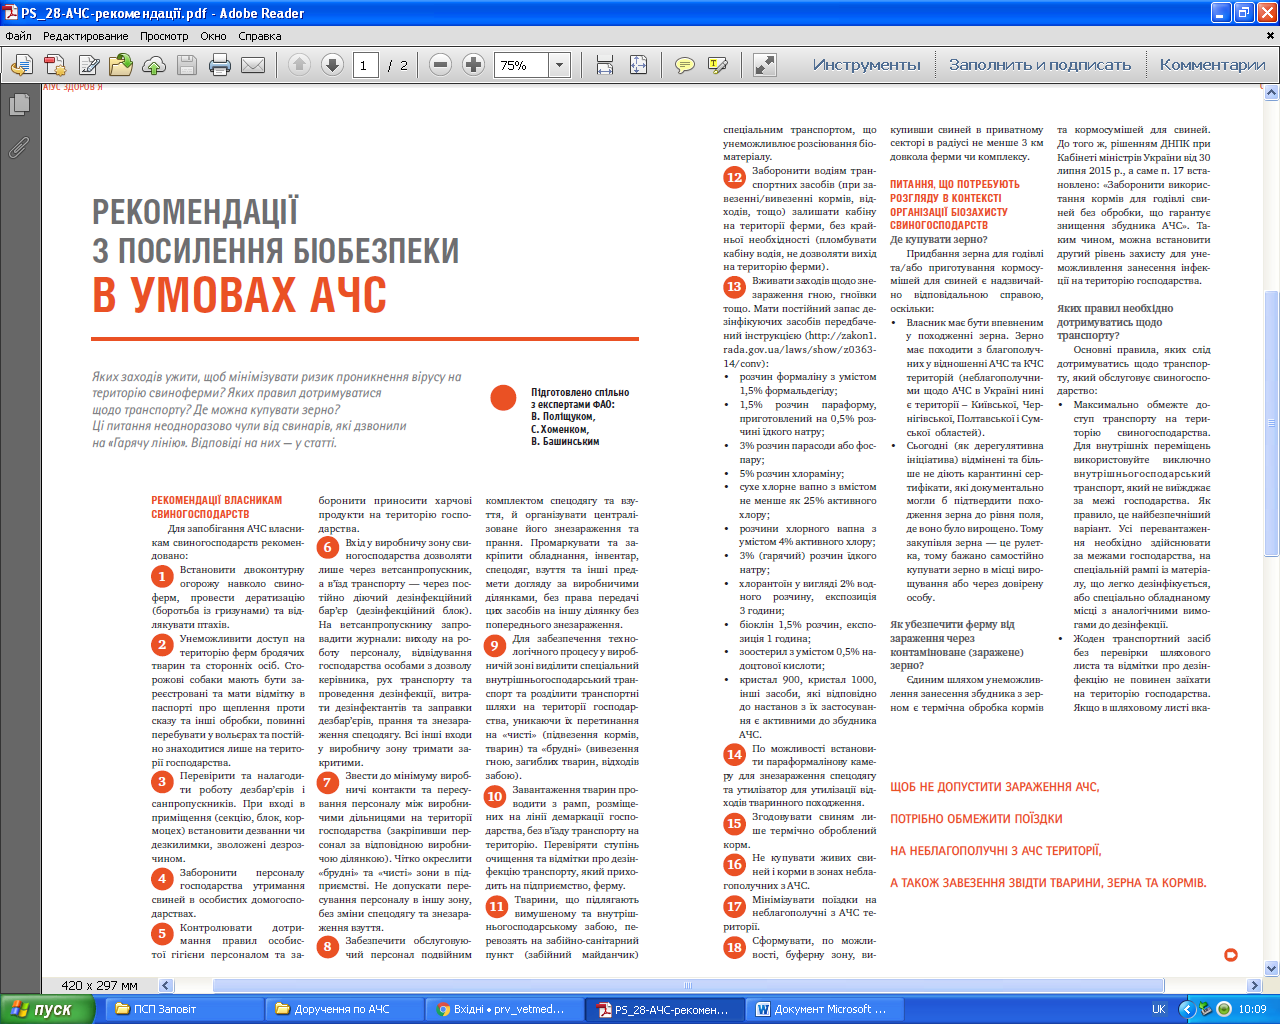 PS_28-АЧС-рекомендації.pdf - Adobe Reader
Файл Редактирование Просмотр Окно Справка
1 / 2 75% Инструменты Заполнить и подписать Комментарии
РЕКОМЕНДАЦІЇ
З ПОСИЛЕННЯ БІОБЕЗПЕКИ
В УМОВАХ АЧС
Яких заходів ужити, щоб мінімізувати ризик проникнення вірусу на
територію свиноферми? Яких правил дотримуватися
щодо транспорту? Де можна купувати зерно?
Ці питання неодноразово чули від свинарів, які дзвонили
на «Гарячу лінію». Відповіді на них — у статті.
Підготовлено спільно
з експертами ФАО:
В. Поліщуком,
С. Хоменком,
В. Башинським
РЕКОМЕНДАЦІЇ ВЛАСНИКАМ
СВИНОГОСПОДАРСТВ
Для запобігання АЧС власни-
кам свиногосподарств рекомен-
довано:
1 Встановити двоконтурну
огорожу навколо свино-
ферм, провести дератизацію
(боротьба із гризунами) та від-
лякувати птахів.
2 Унеможливити доступ на
територію ферм бродячих
тварин та сторонніх осіб. Сто-
рожові собаки мають бути за-
реєстровані та мати відмітку в
паспорті про щеплення проти
сказу та інші обробки, повинні
перебувати у вольєрах та постій-
но знаходитися лише на терито-
рії господарства.
3 Перевірити та налагоди-
ти роботу дезбар'єрів і
санпропускників. При вході в
приміщення (секцію, блок, кор-
моцех) встановити дезванни чи
дезкилимки, зволожені дезроз-
чином.
4 Заборонити персоналу
господарства утримання
свиней в особистих домогоспо-
дарствах.
5 Контролювати дотри-
мання правил особис-
тої гігієни персоналом та за-
боронити приносити харчові
продукти на територію госпо-
дарства.
6 Вхід у виробничу зону сви-
ногосподарства дозволяти
лише через ветсанпропускник,
а в'їзд транспорту — через пос-
тійно діючий дезінфекційний
бар'єр (дезінфекційний блок).
На ветсанпропускнику запро-
вадити журнали: виходу на ро-
боту персоналу, відвідування
господарства особами з дозволу
керівника, рух транспорту та
проведення дезінфекції, витра-
ти дезінфектантів та заправки
дезбар'єрів, прання та знезара-
ження спецодягу. Всі інші входи
у виробничу зону тримати за-
критими.
7 Звести до мінімуму вироб-
ничі контакти та пересу-
вання персоналу між виробни-
чими дільницями на території
господарства (закріпивши пер-
сонал за відповідною виробни-
чою ділянкою). Чітко окреслити
«брудні» та «чисті» зони в під-
приємстві. Не допускати пере-
сування персоналу в іншу зону,
без зміни спецодягу та знезара-
ження взуття.
8 Забезпечити обслуговую-
чий персонал подвійним
комплектом спецодягу та взу-
ття, й організувати централі-
зоване його знезараження та
прання. Промаркувати та за-
кріпити обладнання, інвентар,
спецодяг, взуття та інші пред-
мети догляду за виробничими
ділянками, без права передачі
цих засобів на іншу ділянку без
попереднього знезараження.
9 Для забезпечення техно-
логічного процесу у вироб-
ничій зоні виділити спеціальний
внутрішньогосподарський тран-
спорт та розділити транспортні
шляхи на території господар-
ства, уникаючи їх перетинання
на «чисті» (підвезення кормів,
тварин) та «брудні» (вивезення
гною, загиблих тварин, відходів
забою).
10 Завантаження тварин про-
водити з рамп, розміще-
них на лінії демаркації госпо-
дарства, без в'їзду транспорту на
територію. Перевіряти ступінь
очищення та відмітки про дезін-
фекцію транспорту, який прихо-
дить на підприємство, ферму.
11 Тварини, що підлягають
вимушеному та внутріш-
ньогосподарському забою, пе-
ревозять на забійно-санітарний
пункт (забійний майданчик)
спеціальним транспортом, що
унеможливлює розсіювання біо-
матеріалу.
12 Заборонити водіям тран-
спортних засобів (при за-
везенні/вивезенні кормів, від-
ходів, тощо) залишати кабіну
на території ферми, без край-
ньої необхідності (пломбувати
кабіну водія, не дозволяти вихід
на територію ферми).
13 Вживати заходів щодо зне-
зараження гною, гноївки
тощо. Мати постійний запас де-
зінфікуючих засобів передбаче-
ний інструкцією (http://zakon1.
rada.gov.ua/laws/show/z0363-
14/conv):
• розчин формаліну з умістом
1,5% формальдегіду;
• 1,5% розчин параформу,
приготовлений на 0,5% роз-
чині їдкого натру;
• 3% розчин парасоди або фос-
пару;
• 5% розчин хлораміну;
• сухе хлорне вапно з вмістом
не менше як 25% активного
хлору;
• розчини хлорного вапна з
умістом 4% активного хлору;
• 3% (гарячий) розчин їдкого
натру;
• хлорантоїн у вигляді 2% вод-
ного розчину, експозиція
3 години;
• біоклін 1,5% розчин, експо-
зиція 1 година;
• зоостерил з умістом 0,5% на-
доцтової кислоти;
• кристал 900, кристал 1000,
інші засоби, які відповідно
до настанов з їх застосуван-
ня є активними до збудника
АЧС.
14 По можливості встанови-
ти параформалінову каме-
ру для знезараження спецодягу
та утилізатор для утилізації від-
ходів тваринного походження.
15 Згодовувати свиням ли-
ше термічно оброблений
корм.
16 Не купувати живих сви-
ней і корми в зонах небла-
гополучних з АЧС.
17 Мінімізувати поїздки на
неблагополучні з АЧС те-
риторії.
18 Сформувати, по можли-
вості, буферну зону, ви-
купивши свиней в приватному
секторі в радіусі не менше 3 км
довкола ферми чи комплексу.
ПИТАННЯ, ЩО ПОТРЕБУЮТЬ
РОЗГЛЯДУ В КОНТЕКСТІ
ОРГАНІЗАЦІЇ БІОЗАХИСТУ
СВИНОГОСПОДАРСТВ
Де купувати зерно?
Придбання зерна для годівлі
та/або приготування кормосу-
мішей для свиней є надзвичай-
но відповідальною справою,
оскільки:
• Власник має бути впевненим
у походженні зерна. Зерно
має походити з благополуч-
них у відношенні АЧС та КЧС
територій (неблагополучни-
ми щодо АЧС в Україні нині
є території – Київської, Чер-
нігівської, Полтавської і Сум-
ської областей).
• Сьогодні (як дерегулятивна
ініціатива) відмінені та біль-
ше не діють карантинні сер-
тифікати, які документально
могли б підтвердити похо-
дження зерна до рівня поля,
де воно було вирощено. Тому
закупівля зерна — це рулет-
ка, тому бажано самостійно
купувати зерно в місці виро-
щування або через довірену
особу.
Як убезпечити ферму від
зараження через
контаміноване (заражене)
зерно?
Єдиним шляхом унеможлив-
лення занесення збудника з зер-
ном є термічна обробка кормів
та кормосумішей для свиней.
До того ж, рішенням ДНПК при
Кабінеті міністрів України від 30
липня 2015 р., а саме п. 17 вста-
новлено: «Заборонити викорис-
тання кормів для годівлі сви-
ней без обробки, що гарантує
знищення збудника АЧС». Та-
ким чином, можна встановити
другий рівень захисту для уне-
можливлення занесення інфек-
ції на територію господарства.
Яких правил необхідно
дотримуватись щодо
транспорту?
Основні правила, яких слід
дотримуватись щодо транспор-
ту, який обслуговує свиногоспо-
дарство:
• Максимально обмежте до-
ступ транспорту на тери-
торію свиногосподарства.
Для внутрішніх переміщень
використовуйте виключно
внутрішньогосподарський
транспорт, який не виїжджає
за межі господарства. Як
правило, це найбезпечніший
варіант. Усі перевантажен-
ня необхідно здійснювати
за межами господарства, на
спеціальній рампі із матеріа-
лу, що легко дезінфікується,
або спеціально обладнаному
місці з аналогічними вимо-
гами до дезінфекції.
• Жоден транспортний засіб
без перевірки шляхового
листа та відмітки про дезін-
фекцію не повинен заїхати
на територію господарства.
Якщо в шляховому листі вка-
ЩОБ НЕ ДОПУСТИТИ ЗАРАЖЕННЯ АЧС,
ПОТРІБНО ОБМЕЖИТИ ПОЇЗДКИ
НА НЕБЛАГОПОЛУЧНІ З АЧС ТЕРИТОРІЇ,
А ТАКОЖ ЗАВЕЗЕННЯ ЗВІДТИ ТВАРИНИ, ЗЕРНА ТА КОРМІВ.
420 x 297 мм
пуск ПСП Заповіт Доручення по АЧС Вхідні • prv_vetmed... PS_28-АЧС-рекомен... Документ Microsoft ... UK 10:09